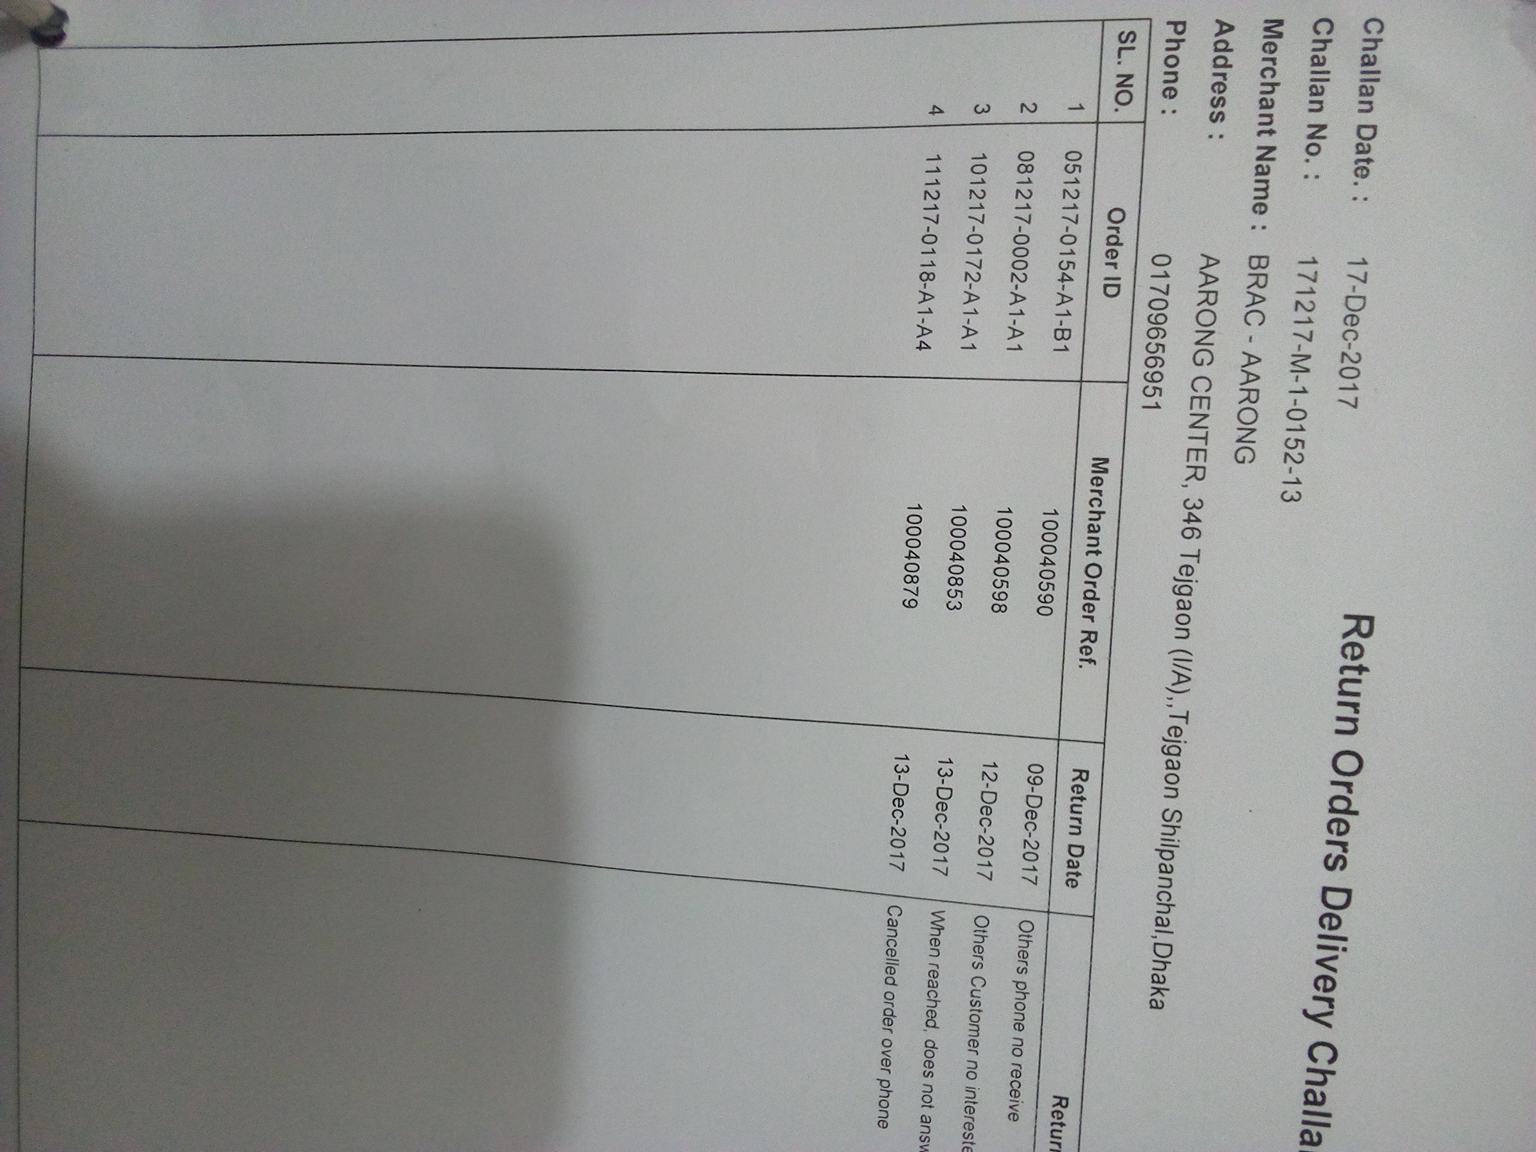 Return Orders Delivery
Challan Date. : 17-Dec-2017
Challan No. : 171217-M-1-0152-13
Merchant Name : BRAC - AARONG
Address : AARONG CENTER, 346 Tejgaon (I/A),,Tejgaon Shilpanchal,Dhaka
Phone : 01709656951
SL. NO. Order ID Merchant Order Ref. Return Date Return
1 051217-0154-A1-B1 100040590 09-Dec-2017 Others phone no receive
2 081217-0002-A1-A1 100040598 12-Dec-2017 Others Customer no
3 101217-0172-A1-A1 100040853 13-Dec-2017 When reached, does not
4 111217-0118-A1-A4 100040879 13-Dec-2017 Cancelled order over phone